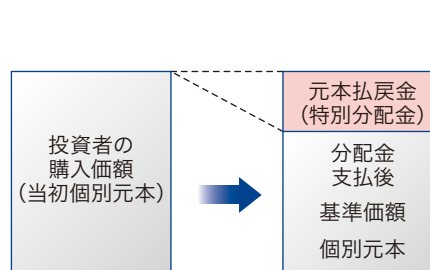 投資者の
購入価額
（当初個別元本）
元本払戻金
（特別分配金）
分配金
支払後
基準価額
個別元本